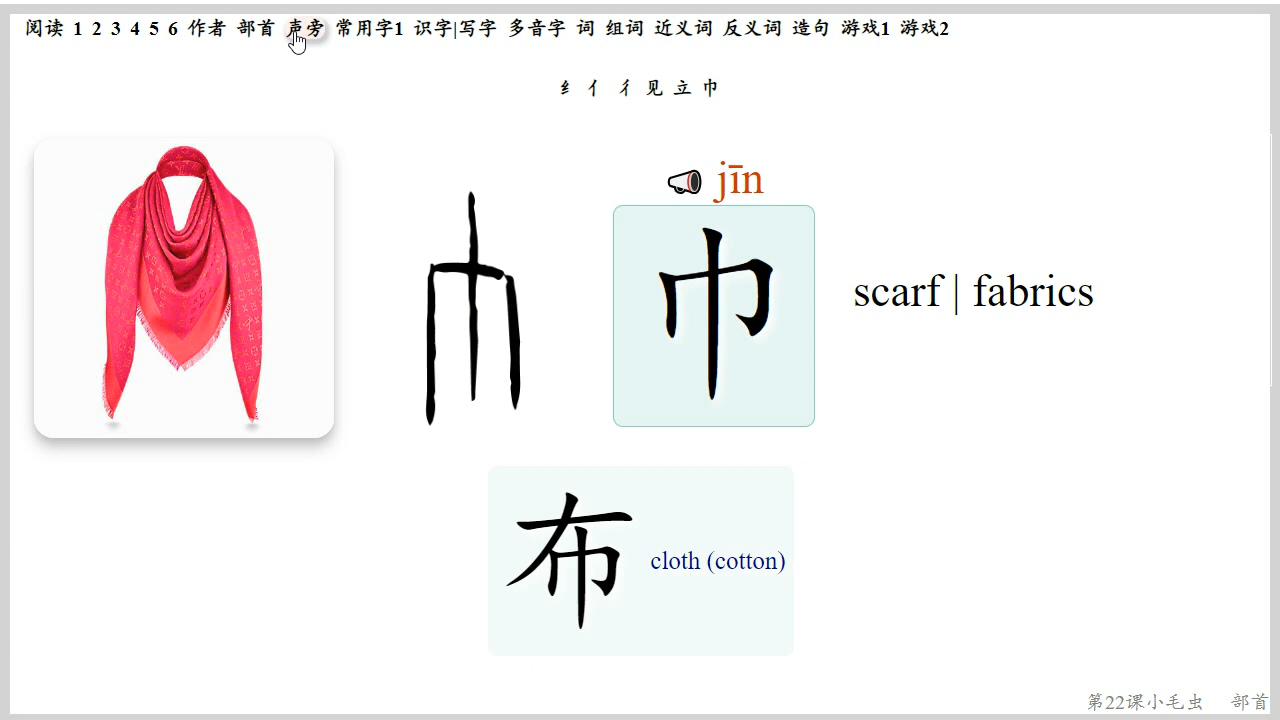 阅读 1 2 3 4 5 6 作者 部首 声旁 常用字1 识字|写字 多音字 词 组词 近义词 反义词 造句 游戏1 游戏2
纟 亻 彳 见 立 巾
jīn
巾
scarf | fabrics
布
cloth (cotton)
第22课小毛虫 部首